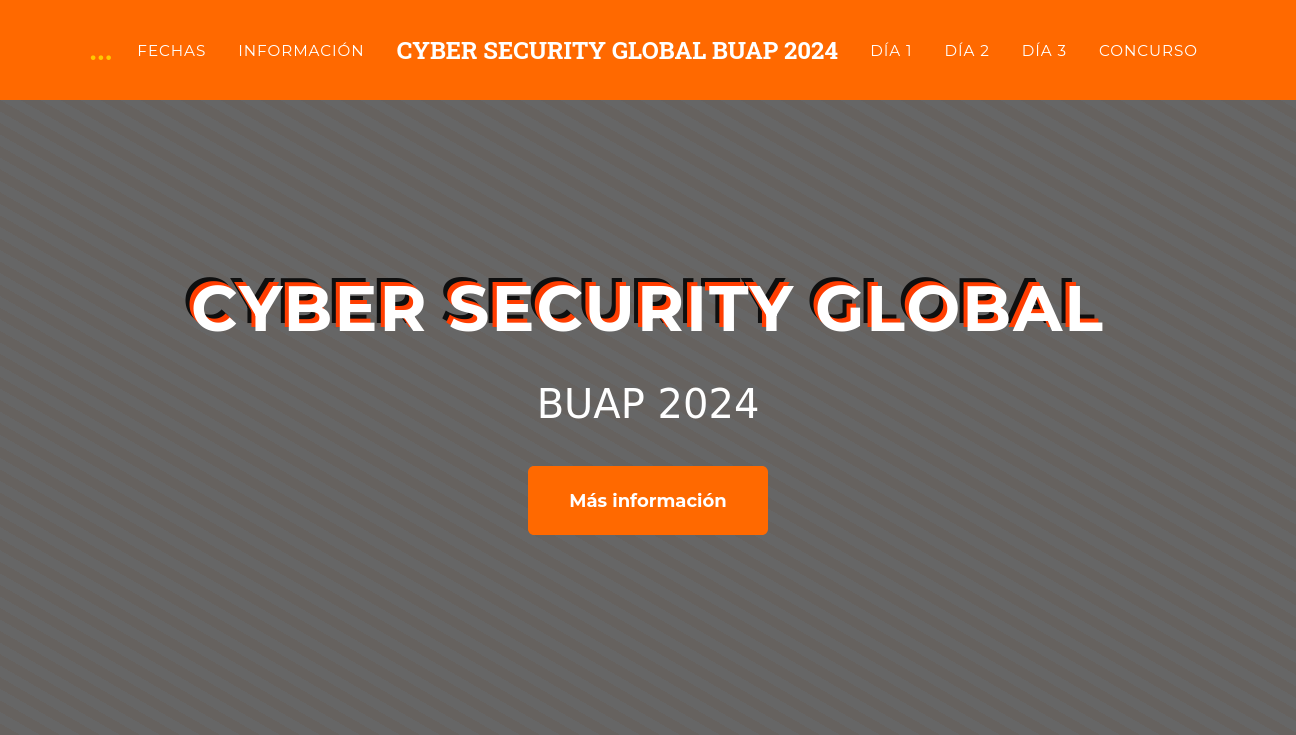 ... FECHAS INFORMACIÓN CYBER SECURITY GLOBAL BUAP 2024 DÍA 1 DÍA 2 DÍA 3 CONCURSO
CYBER SECURITY GLOBAL
BUAP 2024
Más información